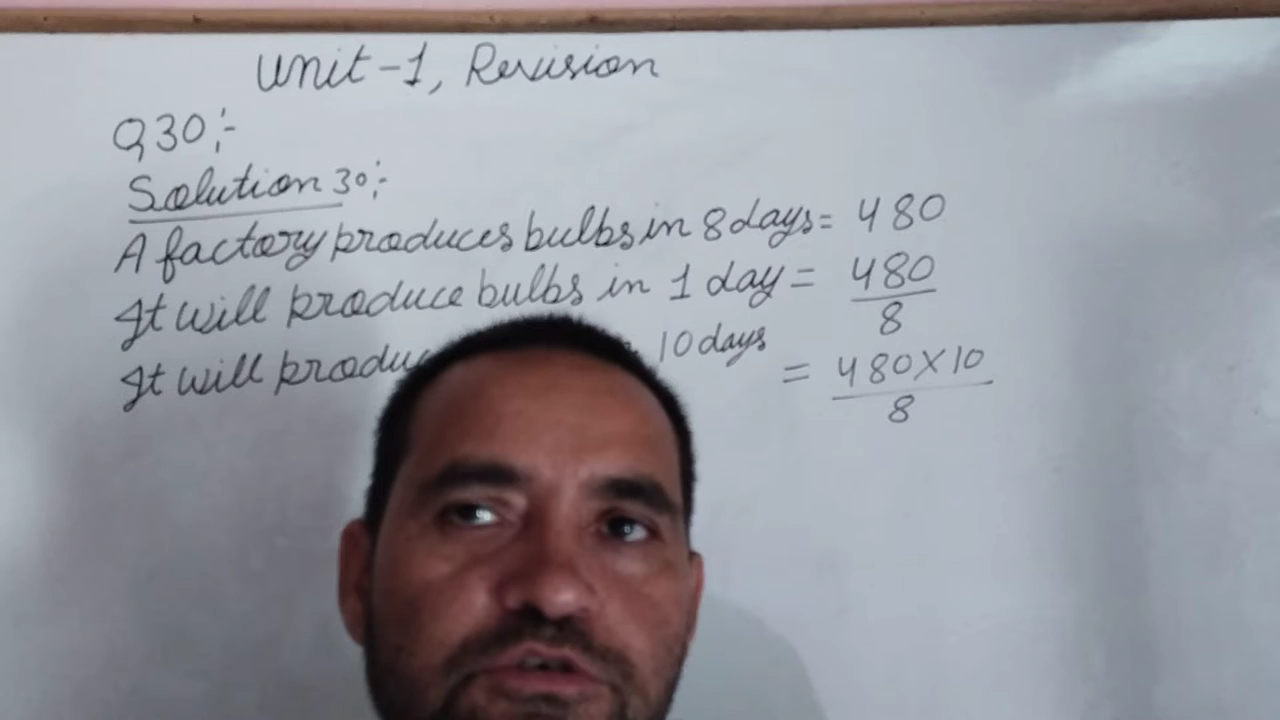 Unit-1, Revision
Q30:-
Solution 30:-
A factory produces bulbs in 8 days = 480
It will produce bulbs in 1 day = 480/8
It will 10 days = 480X10/8